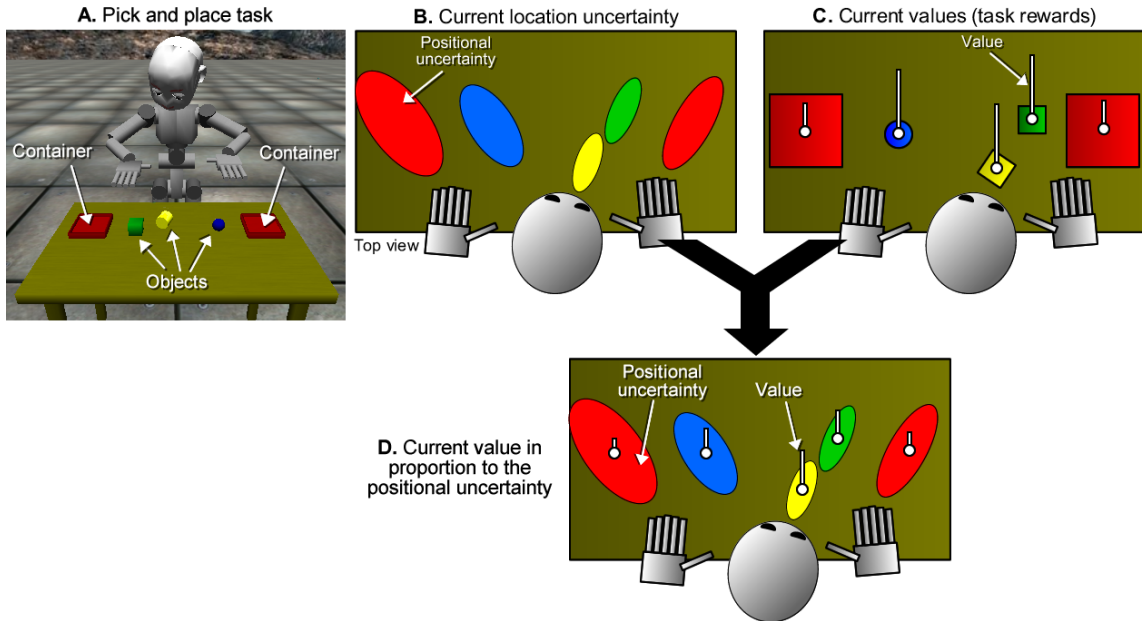 A. Pick and place task
Container
Container
Objects
B. Current location uncertainty
Positional
uncertainty
Top view
C. Current values (task rewards)
Value
D. Current value in
proportion to the
positional uncertainty
Positional
uncertainty
Value